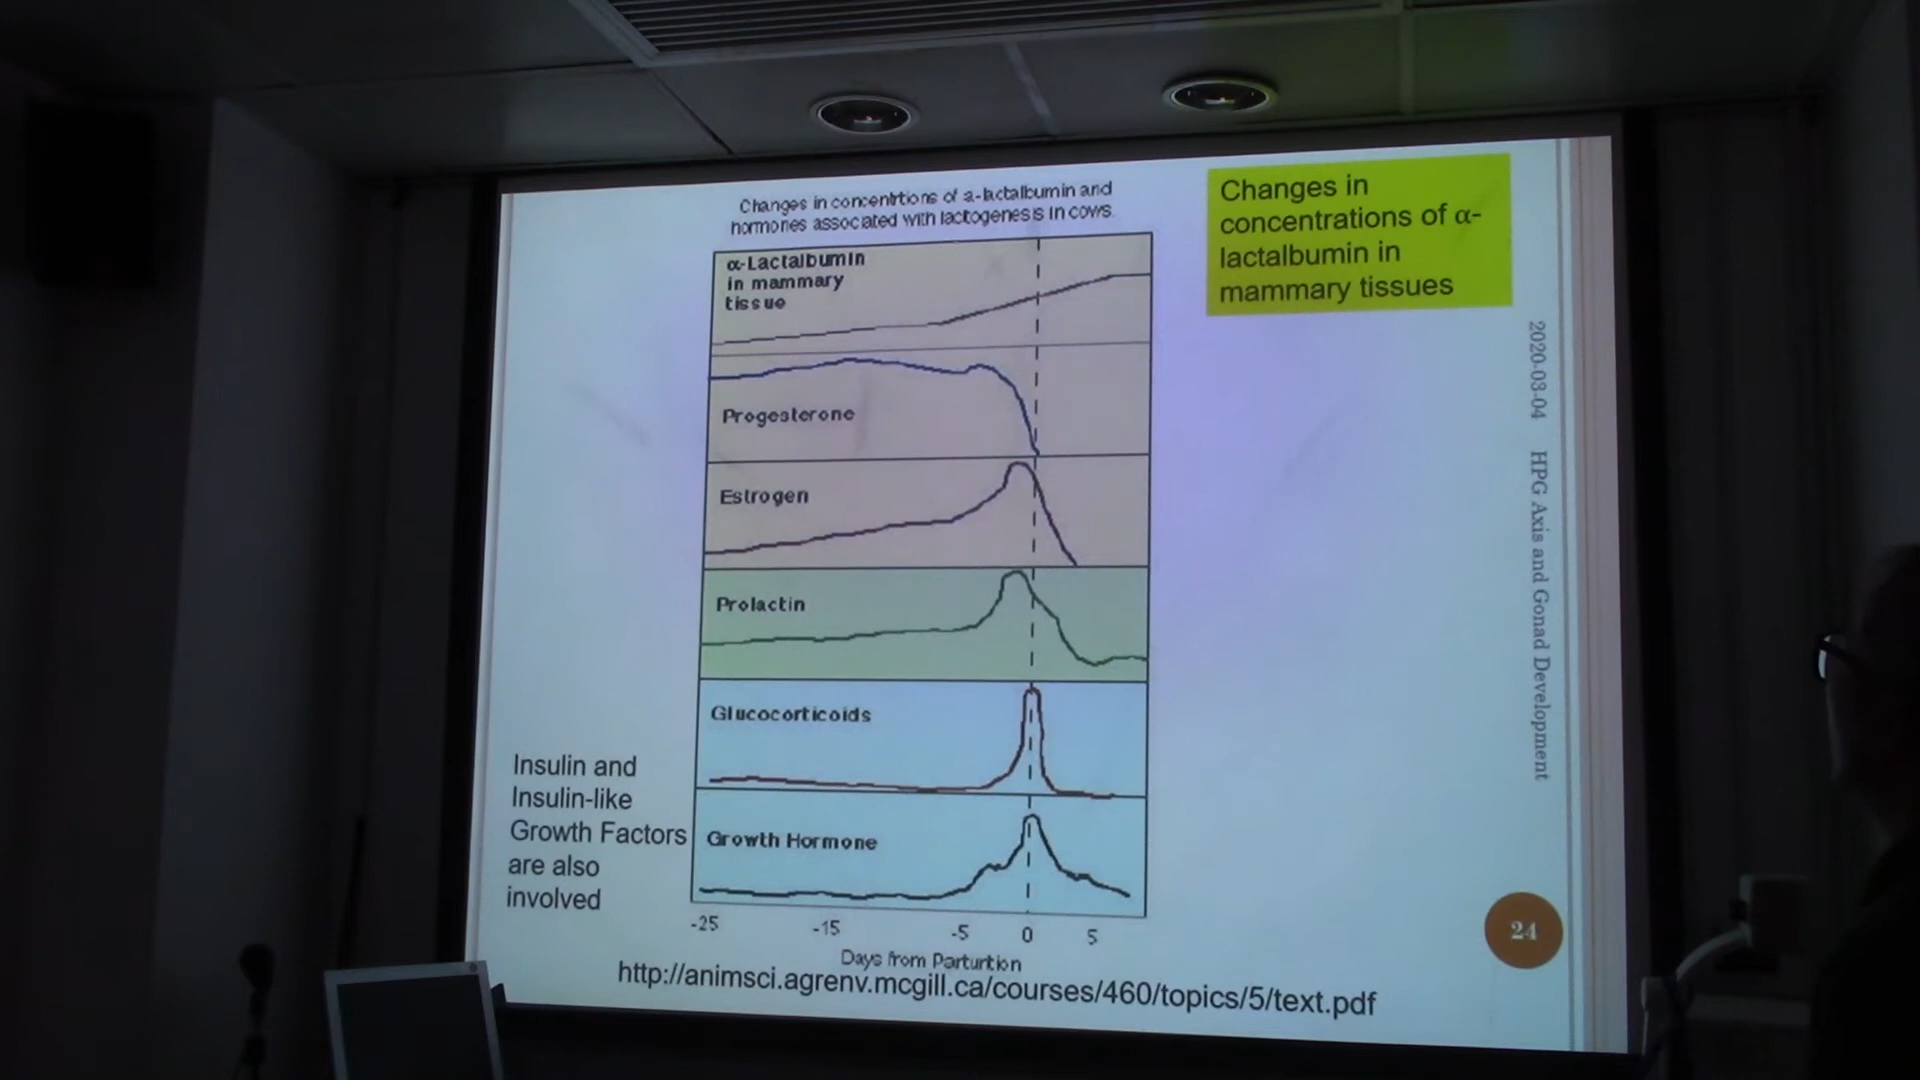 Changes in concentrtions of a-lactalbumin and
hormones associated with lactogenesis in cows.
Changes in
concentrations of α-
lactalbumin in
mammary tissues
α-Lactalbumin
in mammary
tissue
Progesterone
Estrogen
Prolactin
Glucocorticoids
Growth Hormone
Insulin and
Insulin-like
Growth Factors
are also
involved
-25 -15 -5 0 5
Days from Parturtion
http://animsci.agrenv.mcgill.ca/courses/460/topics/5/text.pdf
2020-03-04 HPG Axis and Gonad Development
24